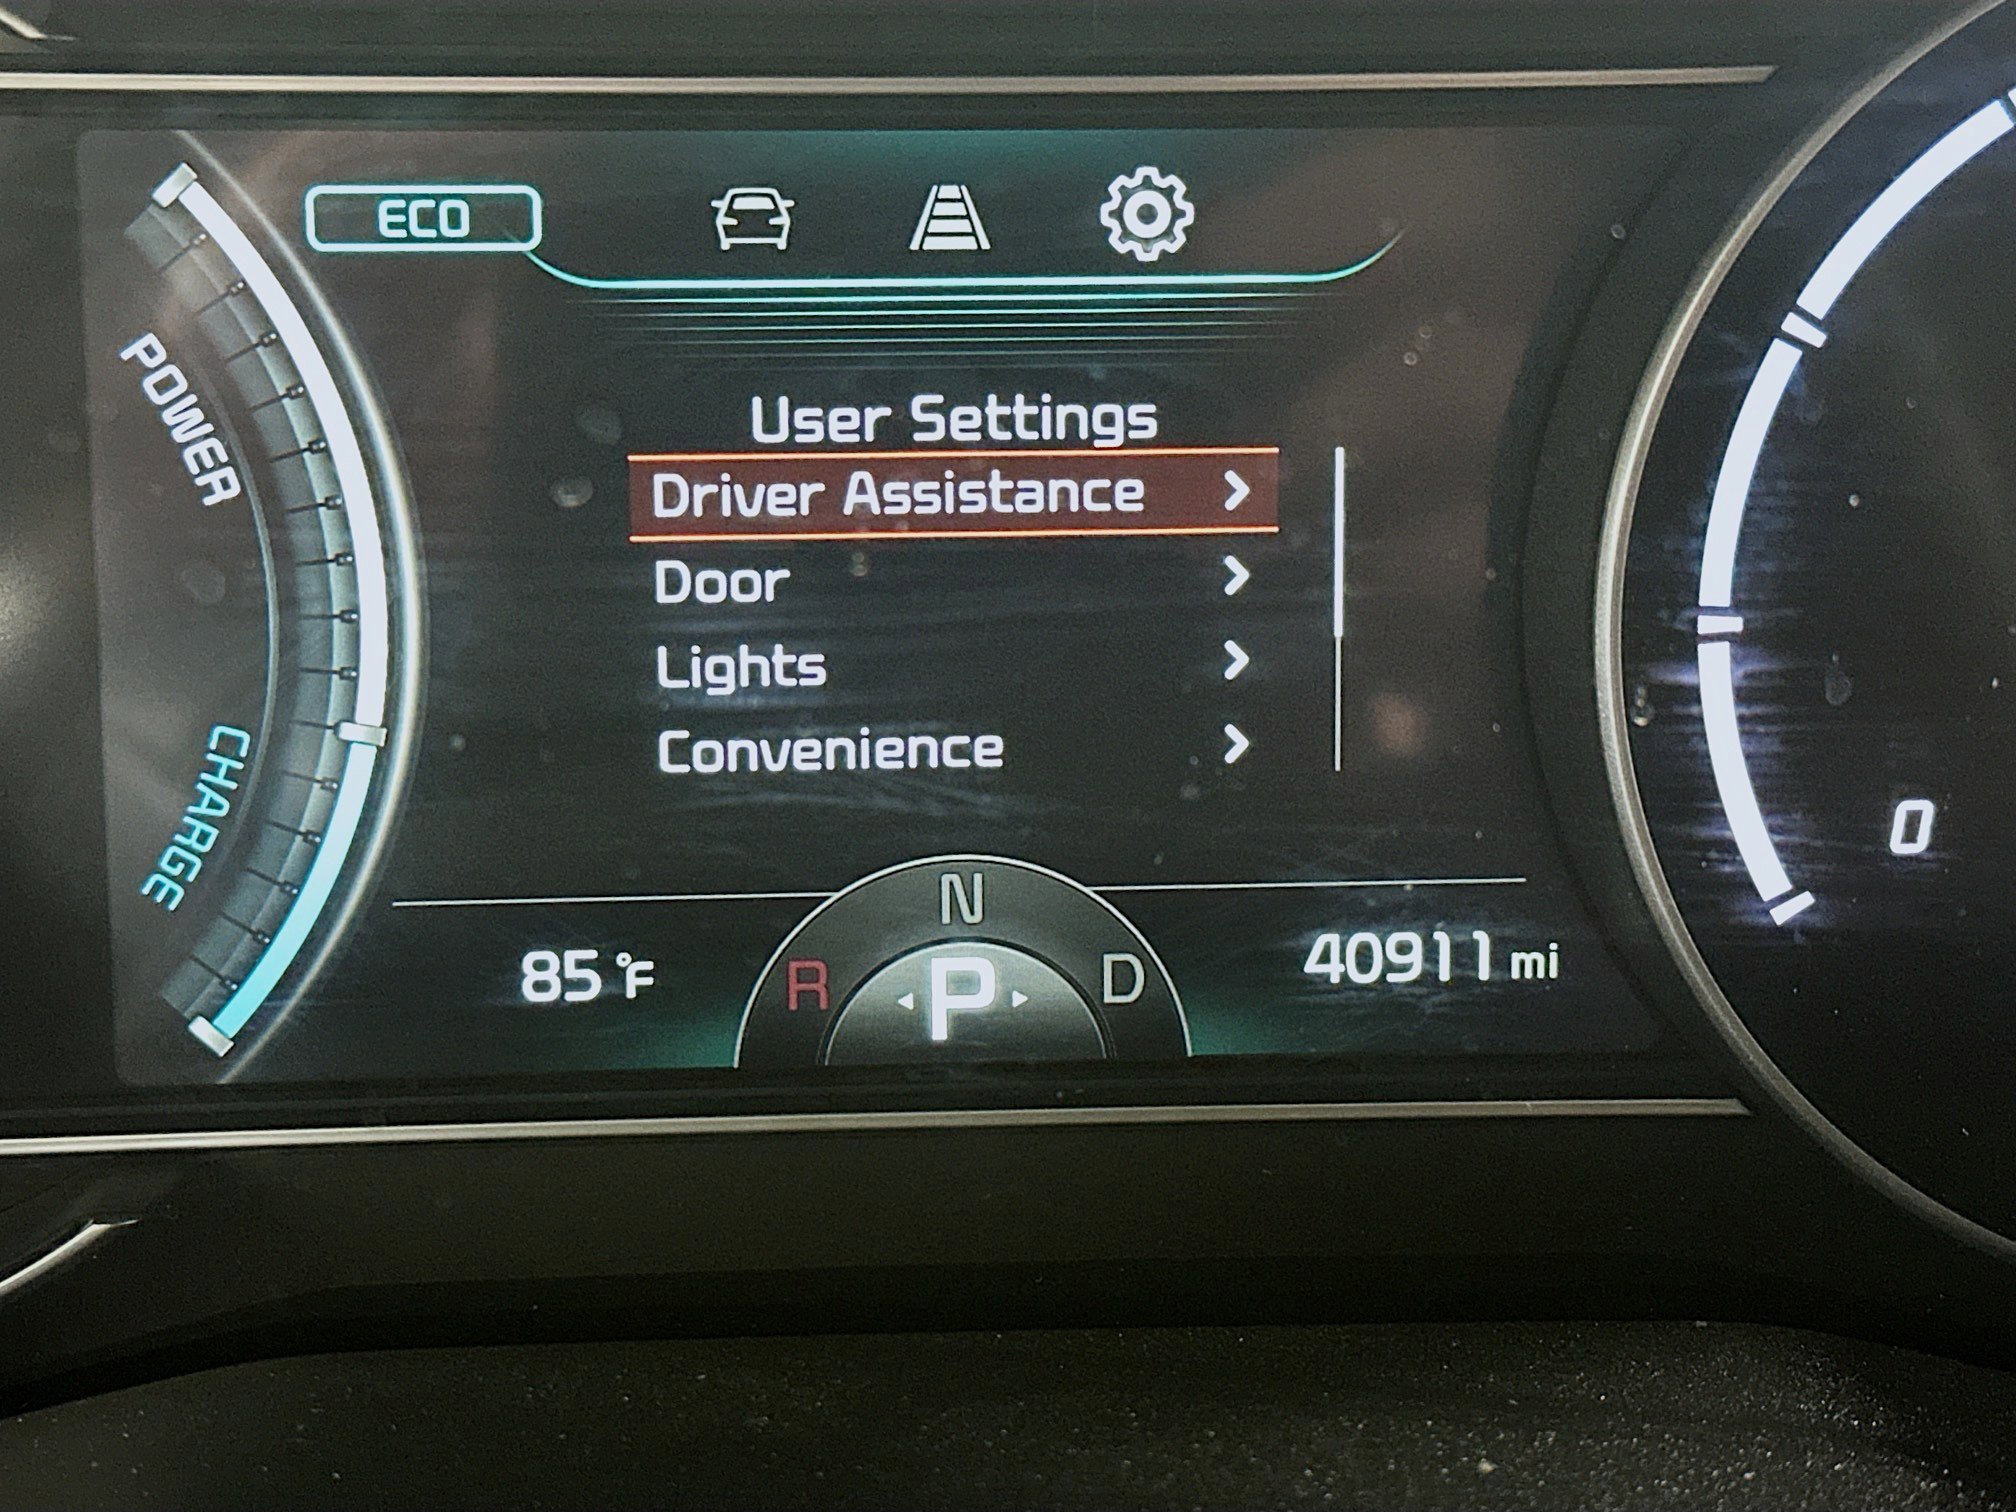 ECO
POWER
CHARGE
User Settings
Driver Assistance
Door
Lights
Convenience
N
R P D
85 °F
40911 mi
0